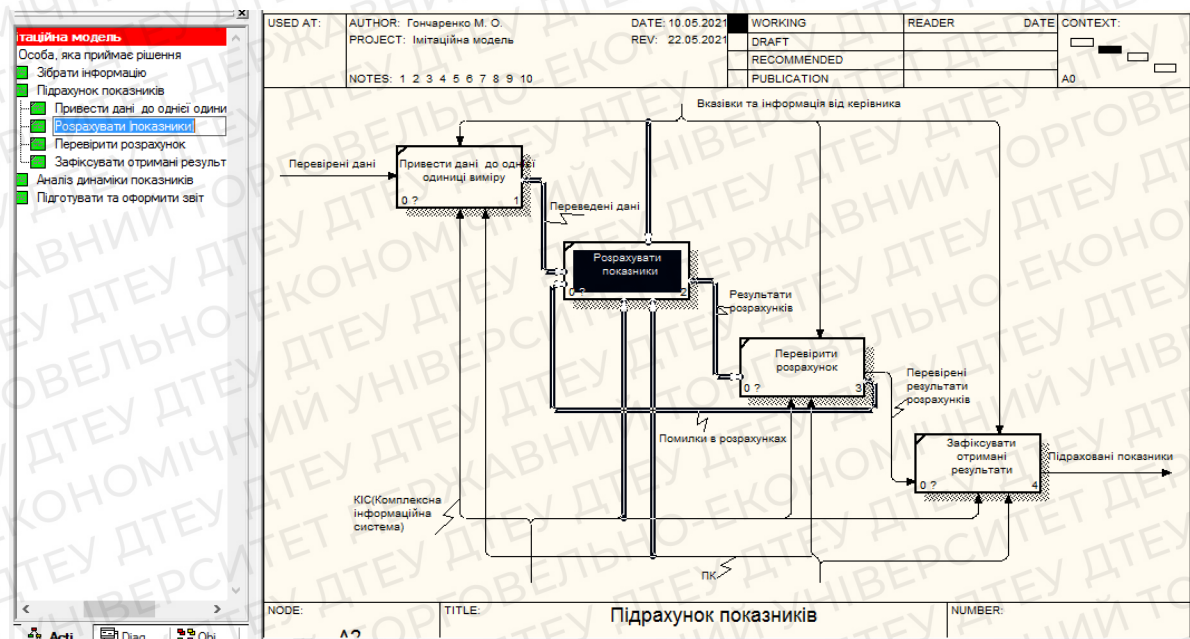 ітаційна модель
Особа, яка приймає рішення
Зібрати інформацію
Підрахунок показників
Привести дані до однієї одини
Розрахувати показники
Перевірити розрахунок
Зафіксувати отримані результ
Аналіз динаміки показників
Підготувати та оформити звіт
Acti
Diag
Obj
USED AT:
AUTHOR: Гончаренко М. О.
DATE: 10.05.2021
PROJECT: Імітаційна модель
REV: 22.05.2021
NOTES: 1 2 3 4 5 6 7 8 9 10
WORKING
DRAFT
RECOMMENDED
PUBLICATION
READER
DATE
CONTEXT:
A0
Вказівки та інформація від керівника
Перевірені дані
Привести дані до однієї
одиниці виміру
0 ?
1
Переведені дані
Розрахувати
показники
0 ?
2
Результати
розрахунків
Перевірити
розрахунок
0 ?
3
Перевірені
результати
розрахунків
Помилки в розрахунках
Зафіксувати
отримані
результати
0 ?
4
Підраховані показники
КІС(Комплексна
інформаційна
система)
ПК
NODE:
A2
TITLE:
Підрахунок показників
NUMBER: